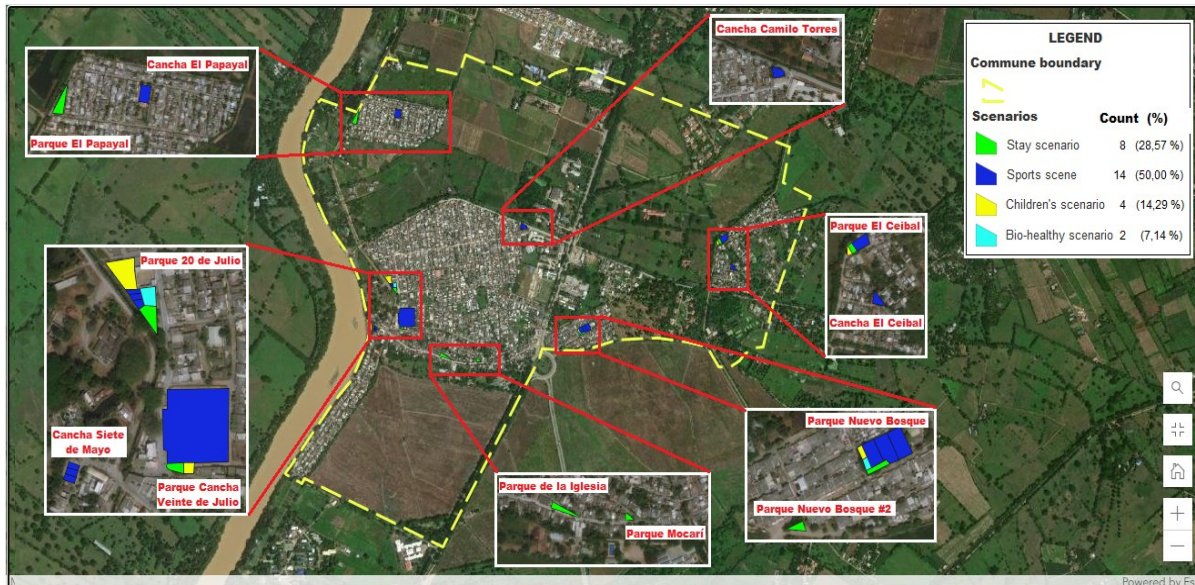 Cancha El Papayal
Parque El Papayal
Cancha Camilo Torres
LEGEND
Commune boundary
Scenarios Count (%)
Stay scenario 8 (28,57 %)
Sports scene 14 (50,00 %)
Children's scenario 4 (14,29 %)
Bio-healthy scenario 2 (7,14 %)
Parque El Ceibal
Cancha El Ceibal
Parque 20 de Julio
Cancha Siete
de Mayo
Parque Cancha
Veinte de Julio
Parque de la Iglesia
Parque Mocarí
Parque Nuevo Bosque
Parque Nuevo Bosque #2
Powered by Es